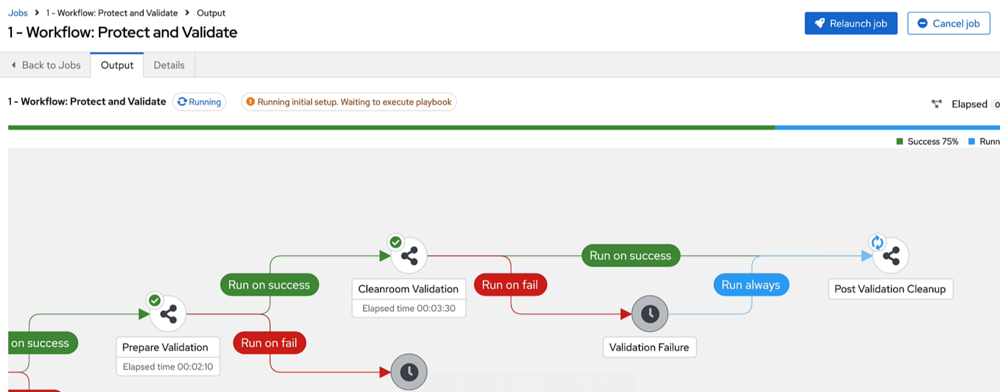 Jobs > 1 - Workflow: Protect and Validate > Output
1 - Workflow: Protect and Validate
Relaunch job
Cancel job
Back to Jobs
Output
Details
1 - Workflow: Protect and Validate
Running
Running initial setup. Waiting to execute playbook
Elapsed
Success 75%
on success
Prepare Validation
Elapsed time 00:02:10
Run on success
Run on fail
Cleanroom Validation
Elapsed time 00:03:30
Run on fail
Run on success
Validation Failure
Run always
Post Validation Cleanup